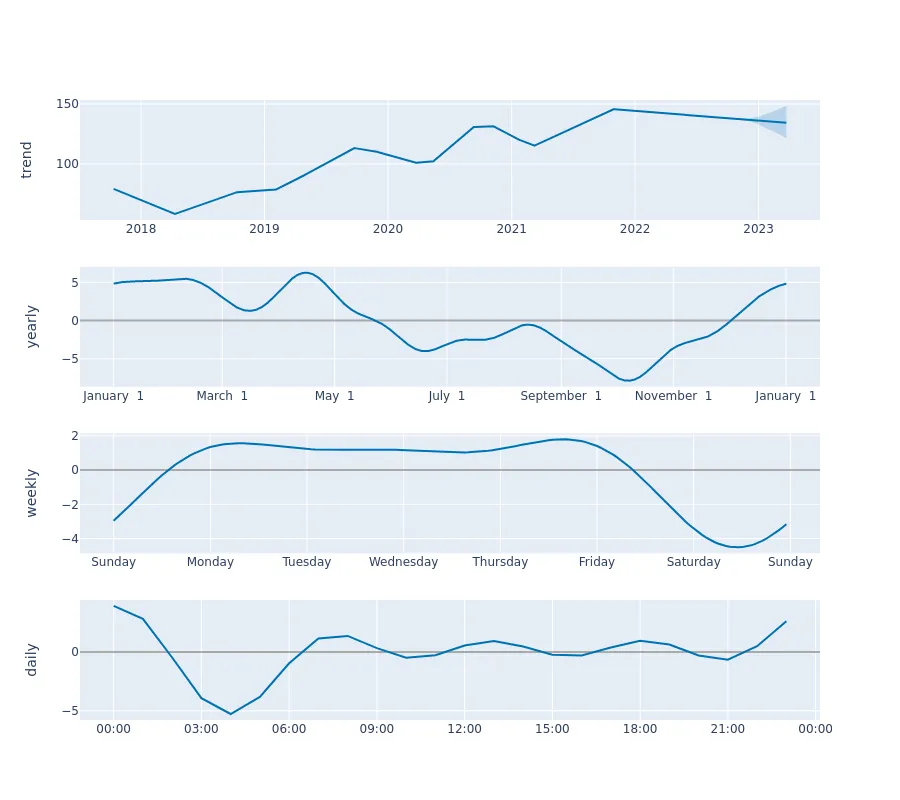 trend
150
100
2018 2019 2020 2021 2022 2023
yearly
5
0
−5
January 1 March 1 May 1 July 1 September 1 November 1 January 1
weekly
2
0
−2
−4
Sunday Monday Tuesday Wednesday Thursday Friday Saturday Sunday
daily
0
−5
00:00 03:00 06:00 09:00 12:00 15:00 18:00 21:00 00:00